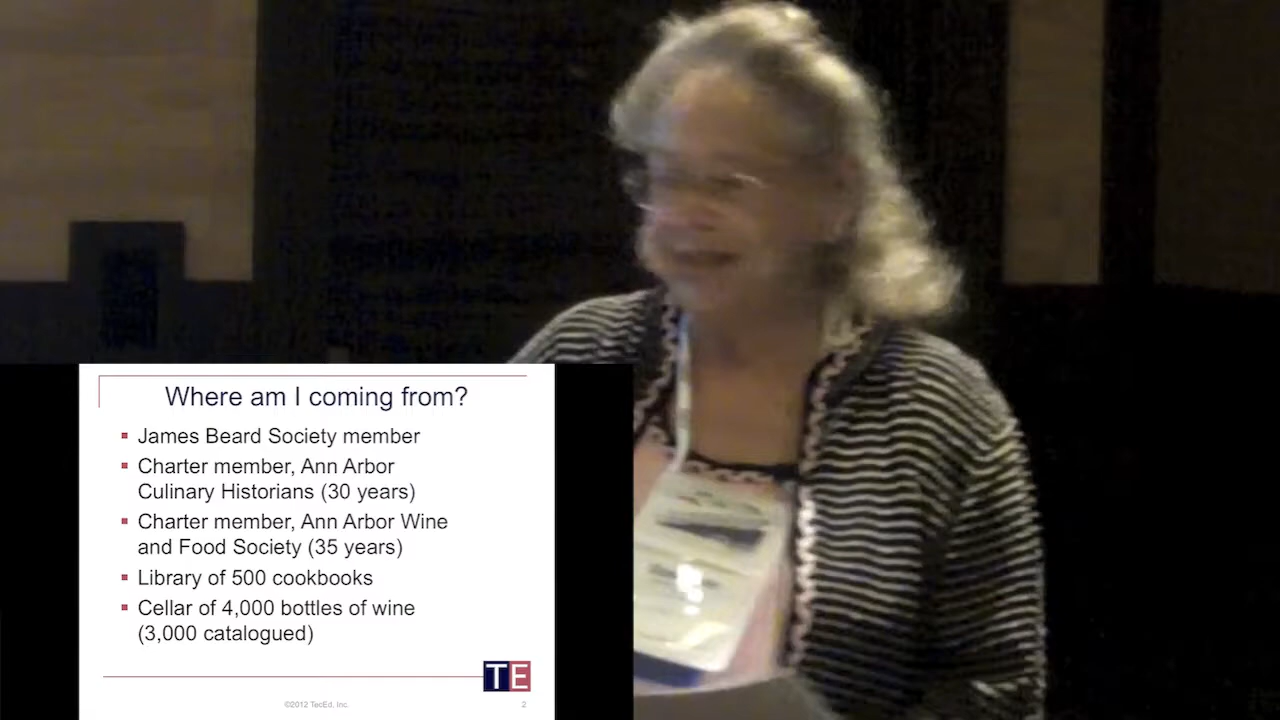 Where am I coming from?
▪ James Beard Society member
▪ Charter member, Ann Arbor
Culinary Historians (30 years)
▪ Charter member, Ann Arbor Wine
and Food Society (35 years)
▪ Library of 500 cookbooks
▪ Cellar of 4,000 bottles of wine
(3,000 catalogued)
TE
©2012 TecEd. Inc.
2